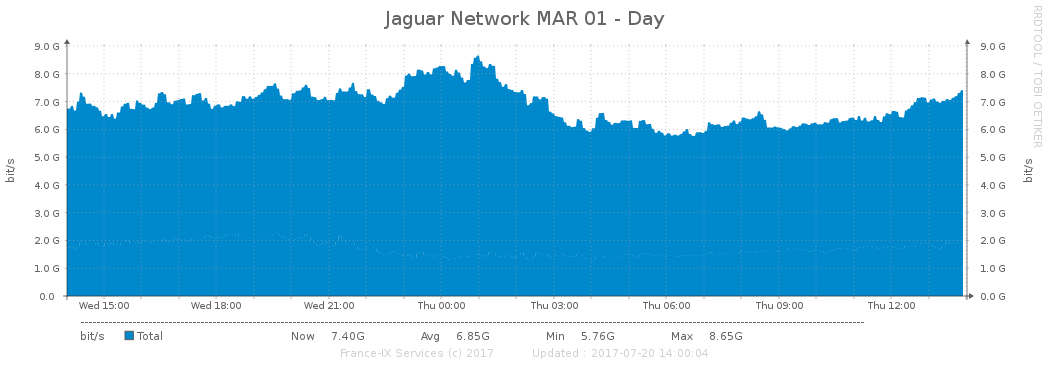 Jaguar Network MAR 01 - Day
RRDTOOL / TOBI OETIKER
bit/s
9.0 G 9.0 G
8.0 G 8.0 G
7.0 G 7.0 G
6.0 G 6.0 G
5.0 G 5.0 G
4.0 G 4.0 G
3.0 G 3.0 G
2.0 G 2.0 G
1.0 G 1.0 G
0.0 0.0 G
bit/s
Wed 15:00 Wed 18:00 Wed 21:00 Thu 00:00 Thu 03:00 Thu 06:00 Thu 09:00 Thu 12:00
bit/s Total Now 7.40G Avg 6.85G Min 5.76G Max 8.65G
France-IX Services (c) 2017 Updated : 2017-07-20 14:00:04